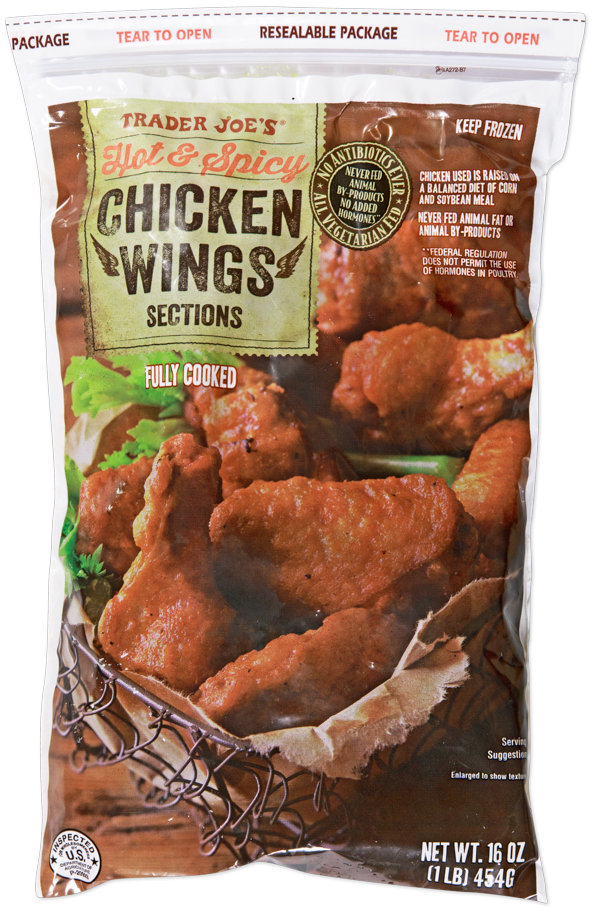 PACKAGE TEAR TO OPEN RESEALABLE PACKAGE TEAR TO OPEN
TRADER JOE'S®
Hot & Spicy
CHICKEN
WINGS
SECTIONS
FULLY COOKED
NO ANTIBIOTICS EVER
ALL VEGETARIAN FED
NEVER FED
ANIMAL
BY-PRODUCTS
NO ADDED
HORMONES**
KEEP FROZEN
CHICKEN USED IS RAISED ON
A BALANCED DIET OF CORN
AND SOYBEAN MEAL
NEVER FED ANIMAL FAT OR
ANIMAL BY-PRODUCTS
**FEDERAL REGULATION
DOES NOT PERMIT THE USE
OF HORMONES IN POULTRY
Serving
Suggestion
Enlarged to show texture
INSPECTED
U.S.
DEPARTMENT OF
AGRICULTURE
NET WT. 16 OZ
(1 LB) 454G